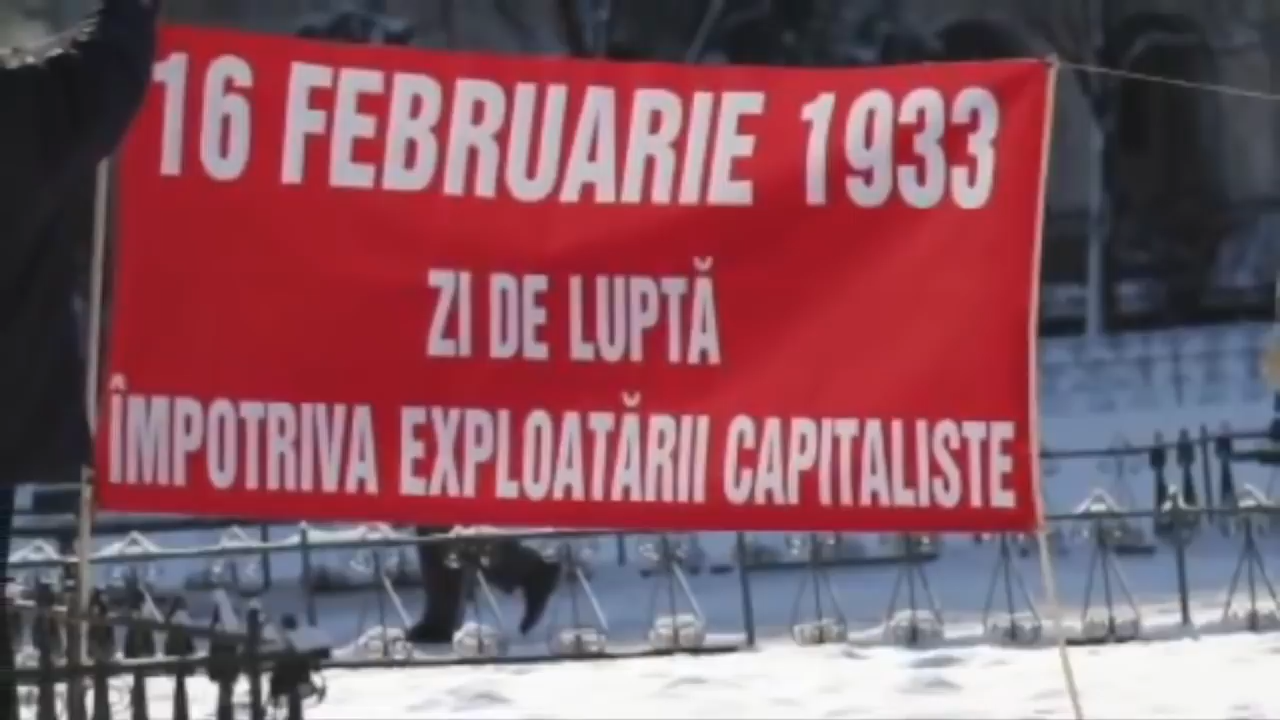 16 FEBRUARIE 1933
ZI DE LUPTĂ
ÎMPOTRIVA EXPLOATĂRII CAPITALISTE